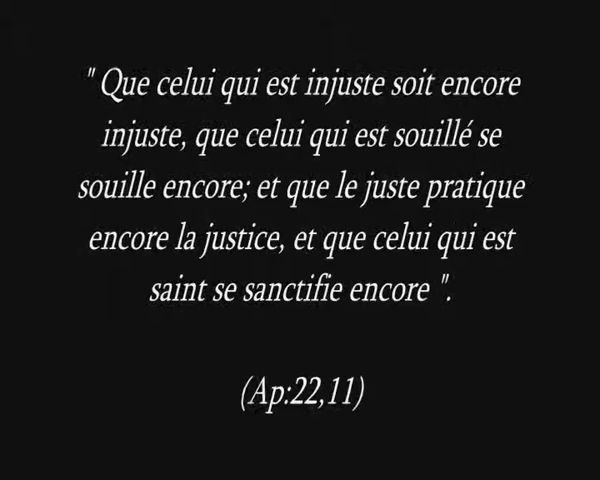 " Que celui qui est injuste soit encore
injuste, que celui qui est souillé se
souille encore; et que le juste pratique
encore la justice, et que celui qui est
saint se sanctifie encore ".
(Ap:22,11)